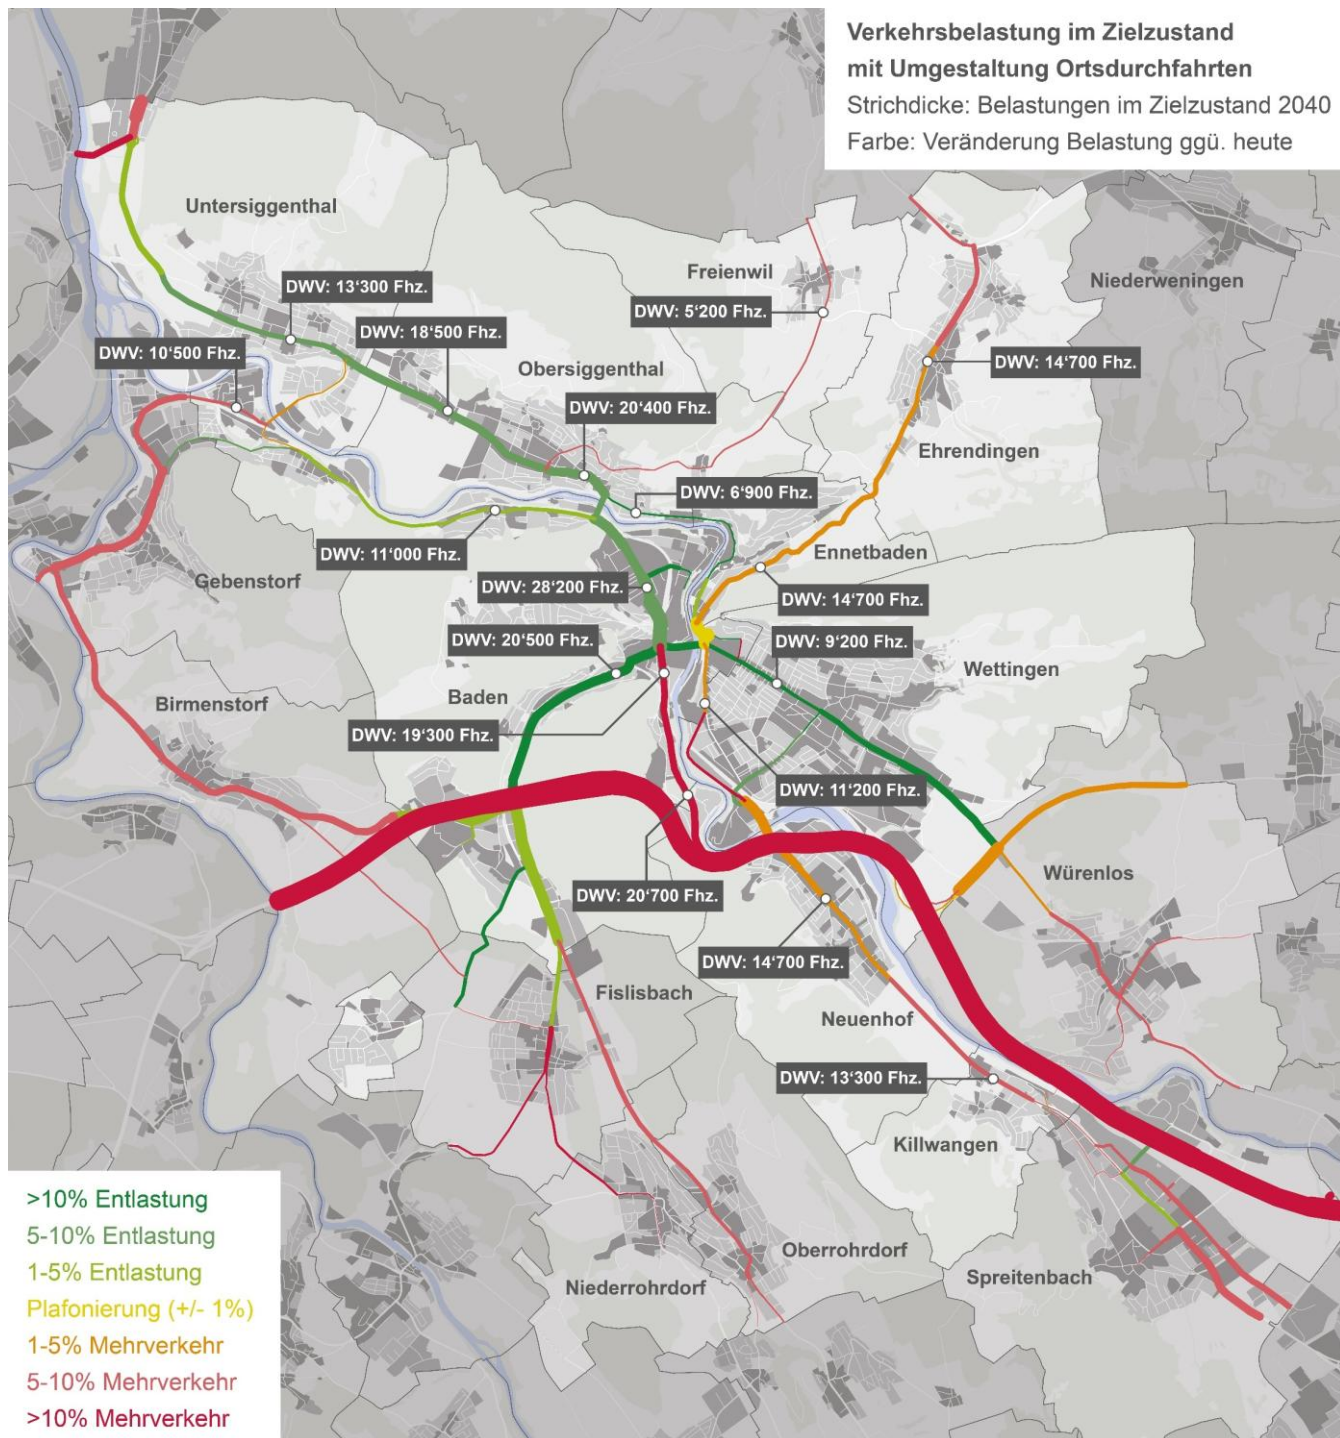 Verkehrsbelastung im Zielzustand
mit Umgestaltung Ortsdurchfahrten
Strichdicke: Belastungen im Zielzustand 2040
Farbe: Veränderung Belastung ggü. heute
Untersiggenthal
Freienwil
Niederweningen
DWV: 13'300 Fhz.
DWV: 5'200 Fhz.
DWV: 18'500 Fhz.
DWV: 10'500 Fhz.
Obersiggenthal
DWV: 14'700 Fhz.
DWV: 20'400 Fhz.
Ehrendingen
DWV: 6'900 Fhz.
DWV: 11'000 Fhz.
Ennetbaden
Gebenstorf
DWV: 28'200 Fhz.
DWV: 14'700 Fhz.
DWV: 20'500 Fhz.
DWV: 9'200 Fhz.
Wettingen
Baden
Birmenstorf
DWV: 19'300 Fhz.
DWV: 11'200 Fhz.
Würenlos
DWV: 20'700 Fhz.
DWV: 14'700 Fhz.
Fislisbach
Neuenhof
DWV: 13'300 Fhz.
Killwangen
Oberrohrdorf
Spreitenbach
Niederrohrdorf
>10% Entlastung
5-10% Entlastung
1-5% Entlastung
Plafonierung (+/- 1%)
1-5% Mehrverkehr
5-10% Mehrverkehr
>10% Mehrverkehr